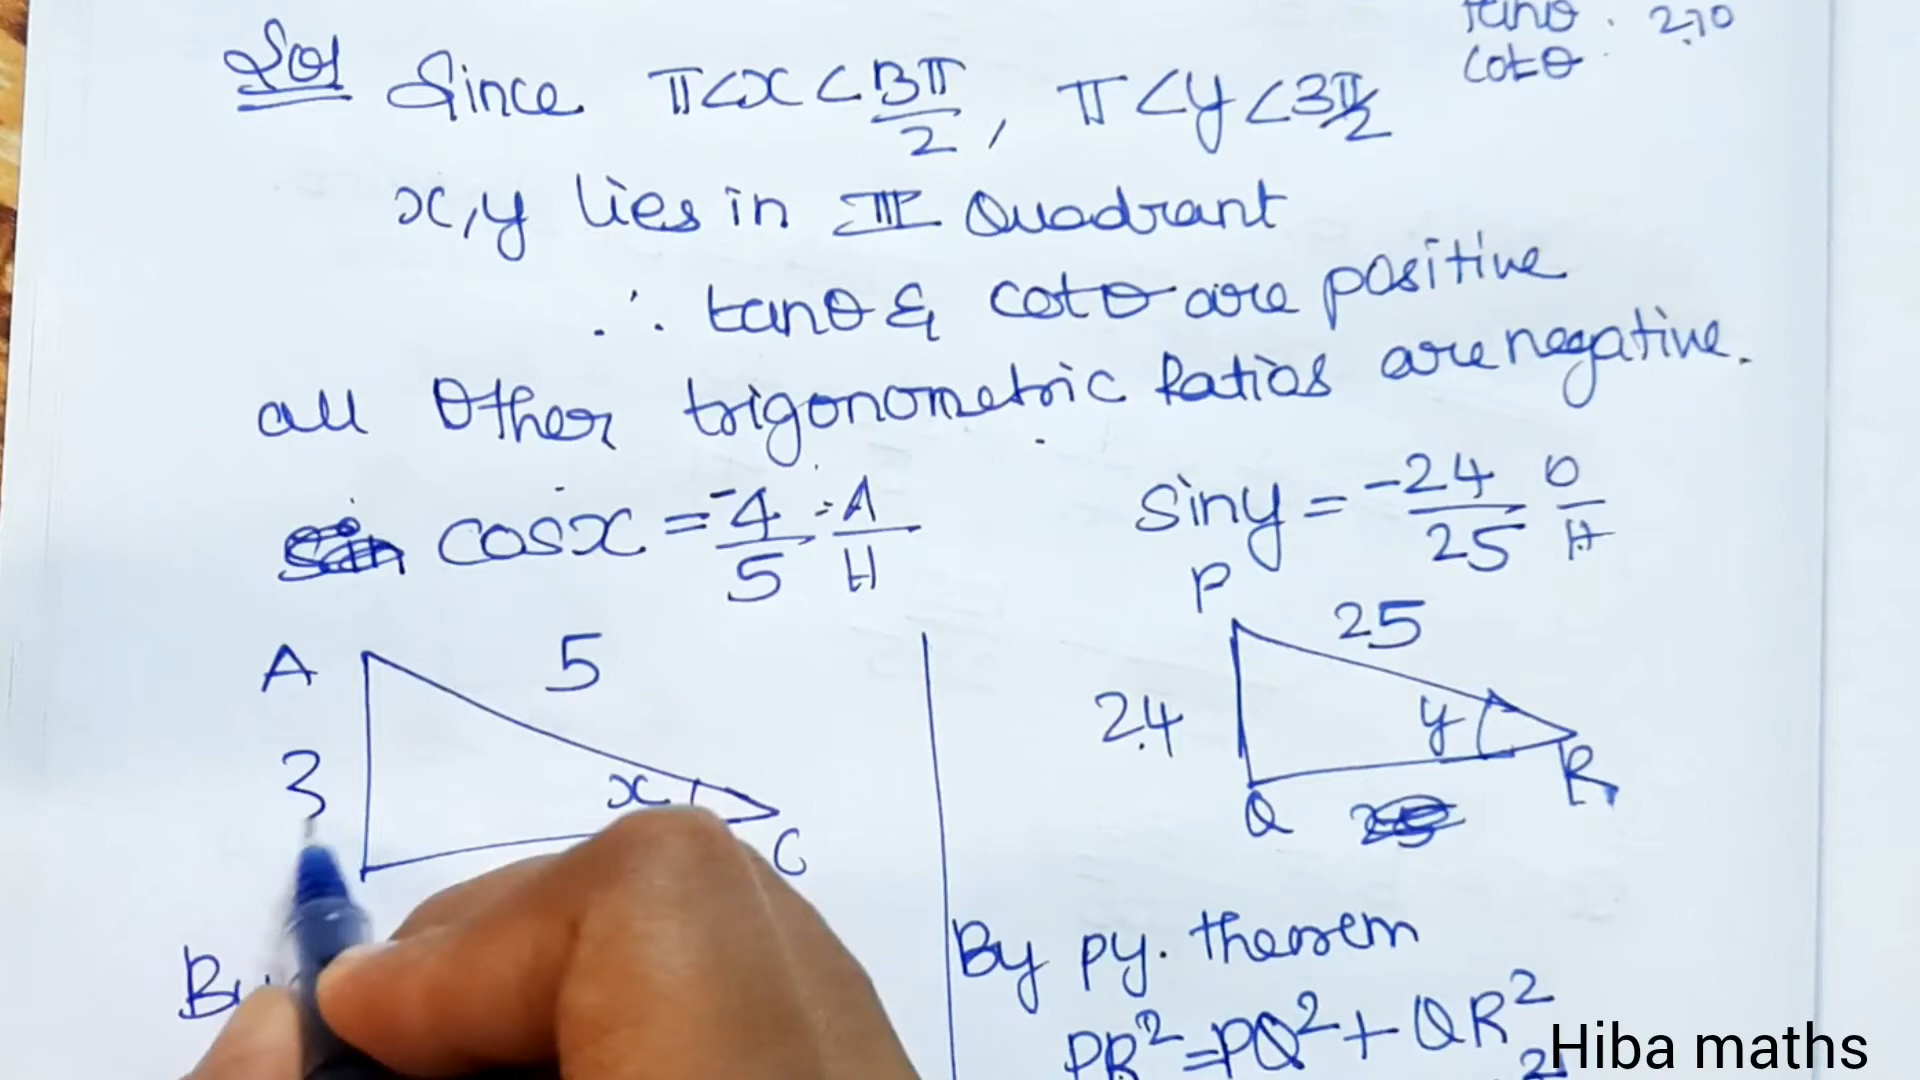 tanθ . 270
cotθ .
Sol Since π<x<3π/2, π<y<3π/2
x,y lies in III Quadrant
∴ tanθ & cotθ are positive
all Other trigonometric Ratios are negative.
cosx = -4/5 = A/H
siny = -24/25 O/H
A 5
3 x
C
P 25
24 y
Q R
By py. theorem
PR² = PQ² + QR²
Hiba maths